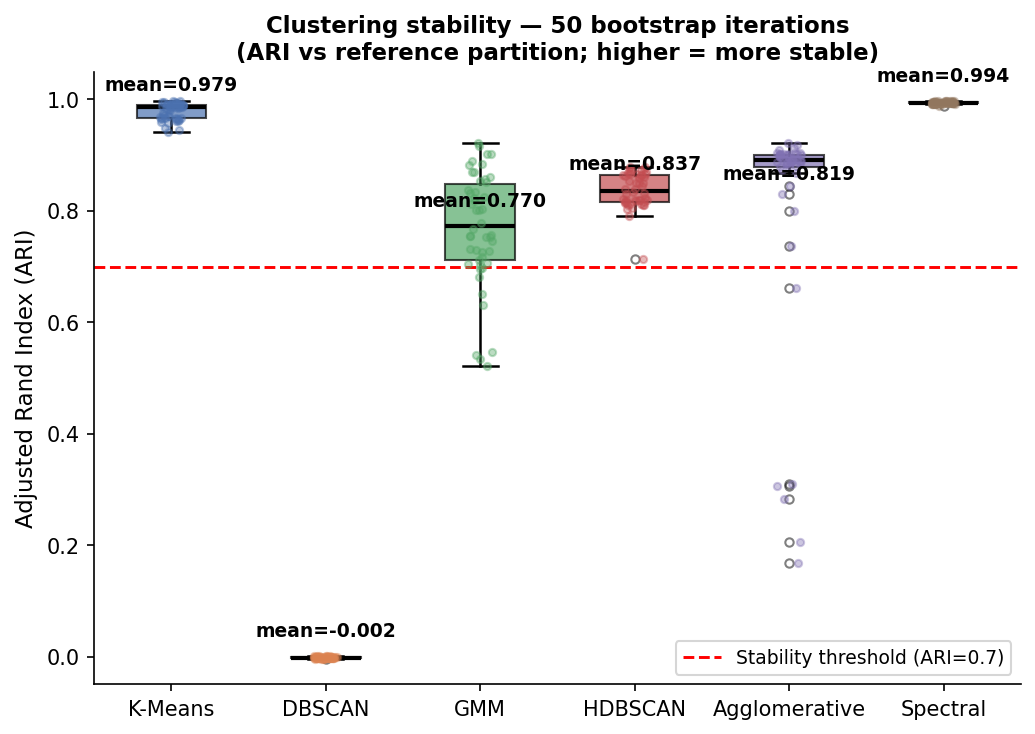 Clustering stability — 50 bootstrap iterations
(ARI vs reference partition; higher = more stable)
Adjusted Rand Index (ARI)
1.0
0.8
0.6
0.4
0.2
0.0
mean=0.979
mean=-0.002
mean=0.770
mean=0.837
mean=0.819
mean=0.994
Stability threshold (ARI=0.7)
K-Means
DBSCAN
GMM
HDBSCAN
Agglomerative
Spectral